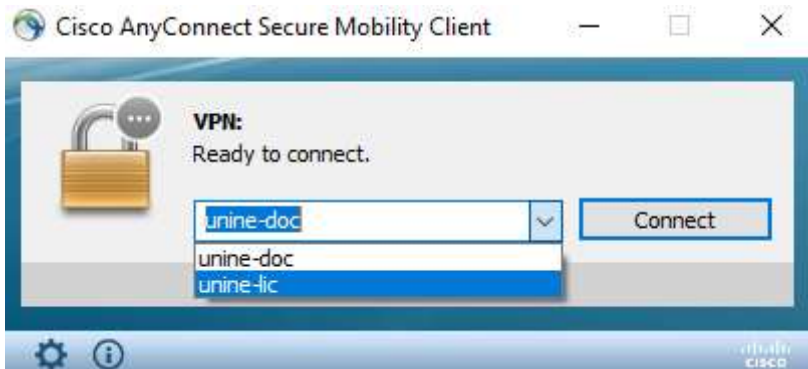 Cisco AnyConnect Secure Mobility Client
VPN:
Ready to connect.
unine-doc
Connect
unine-doc
unine-lic
CISCO